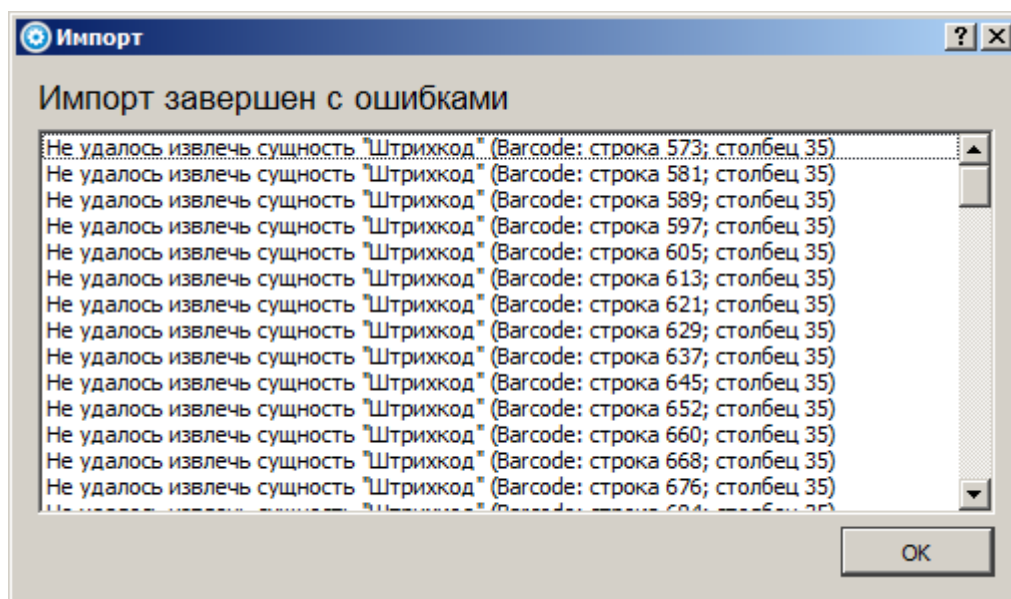 Импорт
Импорт завершен с ошибками
Не удалось извлечь сущность "Штрихкод" (Barcode: строка 573; столбец 35)
Не удалось извлечь сущность "Штрихкод" (Barcode: строка 581; столбец 35)
Не удалось извлечь сущность "Штрихкод" (Barcode: строка 589; столбец 35)
Не удалось извлечь сущность "Штрихкод" (Barcode: строка 597; столбец 35)
Не удалось извлечь сущность "Штрихкод" (Barcode: строка 605; столбец 35)
Не удалось извлечь сущность "Штрихкод" (Barcode: строка 613; столбец 35)
Не удалось извлечь сущность "Штрихкод" (Barcode: строка 621; столбец 35)
Не удалось извлечь сущность "Штрихкод" (Barcode: строка 629; столбец 35)
Не удалось извлечь сущность "Штрихкод" (Barcode: строка 637; столбец 35)
Не удалось извлечь сущность "Штрихкод" (Barcode: строка 645; столбец 35)
Не удалось извлечь сущность "Штрихкод" (Barcode: строка 652; столбец 35)
Не удалось извлечь сущность "Штрихкод" (Barcode: строка 660; столбец 35)
Не удалось извлечь сущность "Штрихкод" (Barcode: строка 668; столбец 35)
Не удалось извлечь сущность "Штрихкод" (Barcode: строка 676; столбец 35)
OK